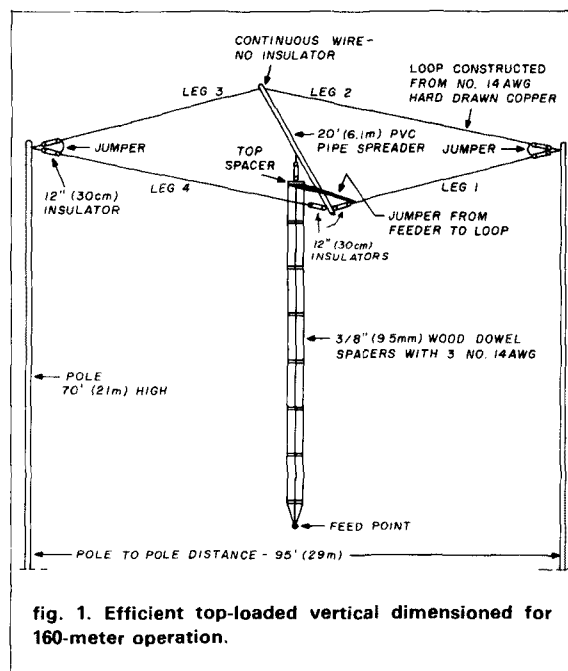 CONTINUOUS WIRE-
NO INSULATOR
LEG 3
LEG 2
LOOP CONSTRUCTED
FROM NO. 14 AWG
HARD DRAWN COPPER
20' (6.1m) PVC
PIPE SPREADER
JUMPER
TOP
SPACER
JUMPER
12" (30cm)
INSULATOR
LEG 4
LEG 1
12" (30cm)
INSULATORS
JUMPER FROM
FEEDER TO LOOP
3/8" (9.5mm) WOOD DOWEL
SPACERS WITH 3 NO. 14 AWG
POLE
70' (21m) HIGH
FEED POINT
POLE TO POLE DISTANCE - 95' (29m)
fig. 1. Efficient top-loaded vertical dimensioned for
160-meter operation.